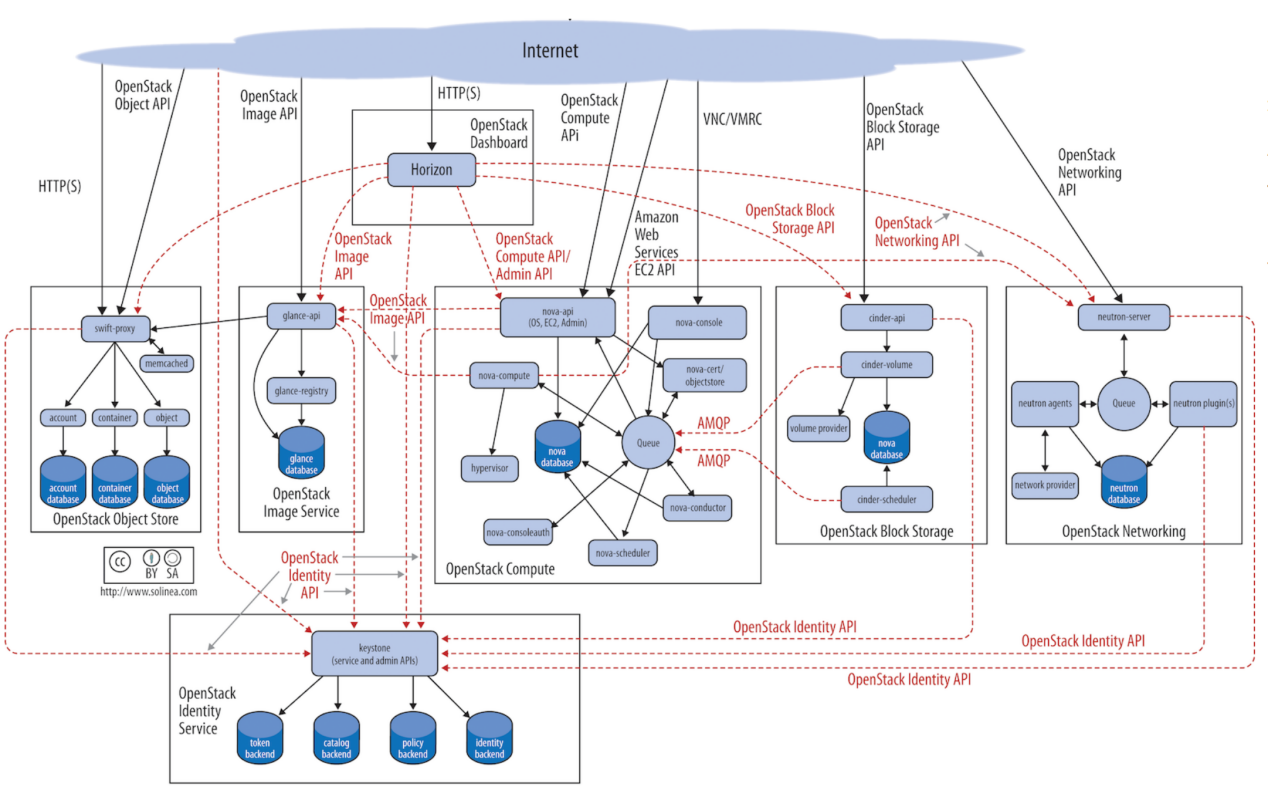 Internet
OpenStack
Object API
OpenStack
Image API
HTTP(S)
OpenStack
Compute
APi
VNC/VMRC
OpenStack
Block Storage
API
OpenStack
Networking
API
HTTP(S)
OpenStack
Dashboard
Horizon
OpenStack
Image
API
OpenStack
Compute API/
Admin API
Amazon
Web
Services
EC2 API
OpenStack Block
Storage API
OpenStack
Networking API
OpenStack
Image API
swift-proxy
memcached
account
container
object
account
database
container
database
object
database
OpenStack Object Store
glance-api
glance-registry
glance
database
OpenStack
Image Service
nova-api
(OS, EC2, Admin)
nova-console
nova-compute
nova-cert/
objectstore
hypervisor
nova
database
Queue
nova-conductor
nova-consoleauth
nova-scheduler
OpenStack Compute
AMQP
AMQP
cinder-api
cinder-volume
volume provider
nova
database
cinder-scheduler
OpenStack Block Storage
neutron-server
neutron agents
Queue
neutron plugin(s)
network provider
neutron
database
OpenStack Networking
cc
BY SA
http://www.solinea.com
OpenStack
Identity
API
OpenStack Identity API
OpenStack Identity API
OpenStack Identity API
keystone
(service and admin APIs)
OpenStack
Identity
Service
token
backend
catalog
backend
policy
backend
identity
backend